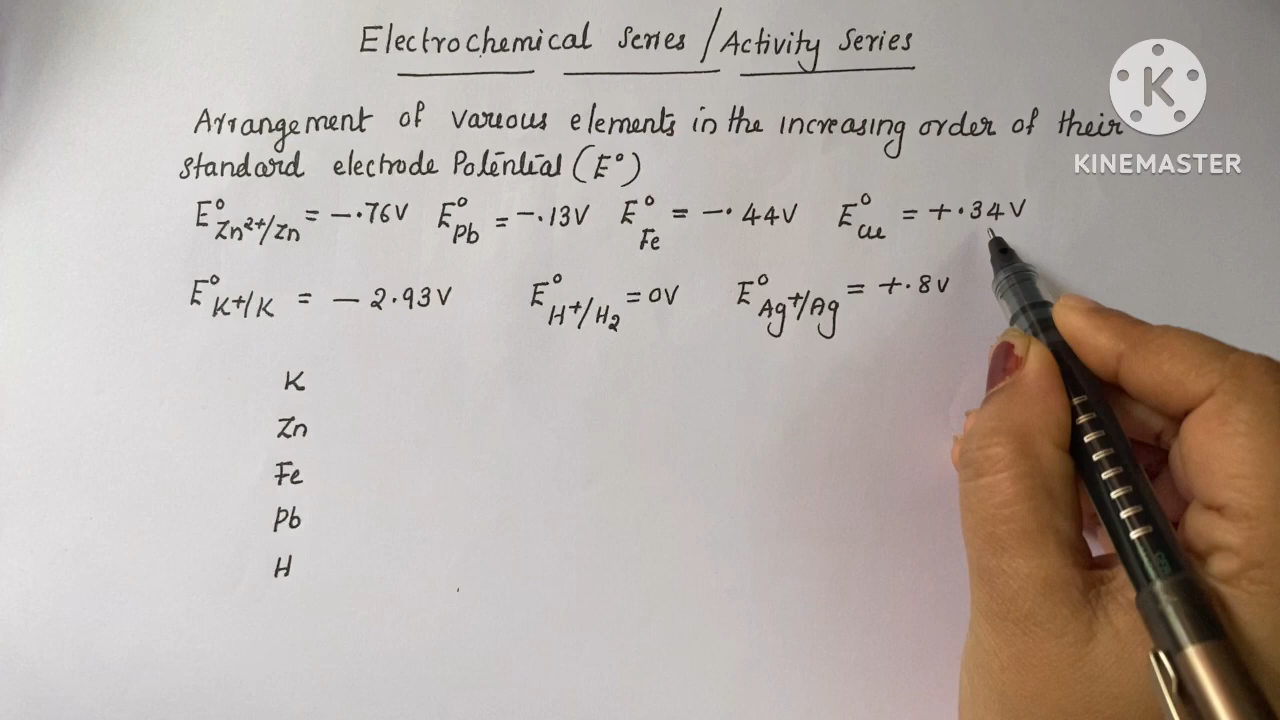 Electrochemical Series / Activity Series
Arrangement of various elements in the increasing order of their
standard electrode Potential (E°)
E°Zn²⁺/Zn = -.76V E°Pb = -.13V E°Fe = -.44V E°Cu = +.34V
E°K⁺/K = -2.93V E°H⁺/H₂ = 0V E°Ag⁺/Ag = +.8V
K
Zn
Fe
Pb
H
K
KINEMASTER